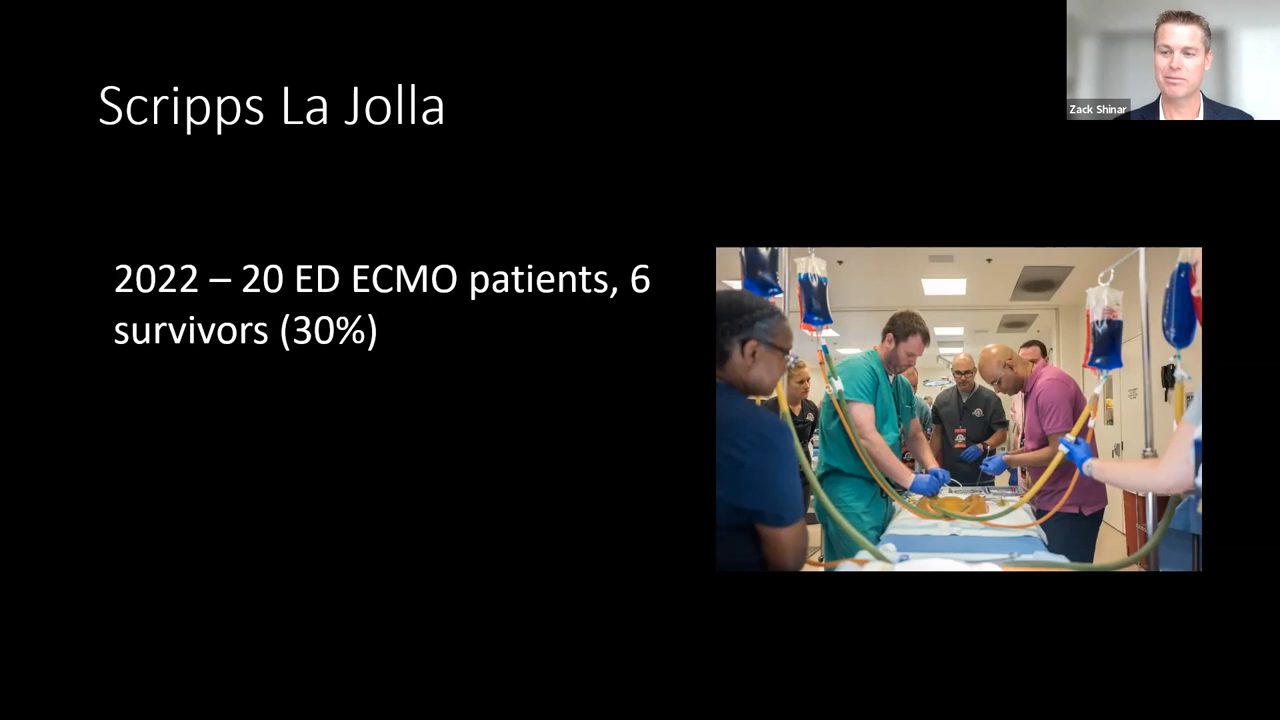 Scripps La Jolla
Zack Shinar
2022 – 20 ED ECMO patients, 6
survivors (30%)